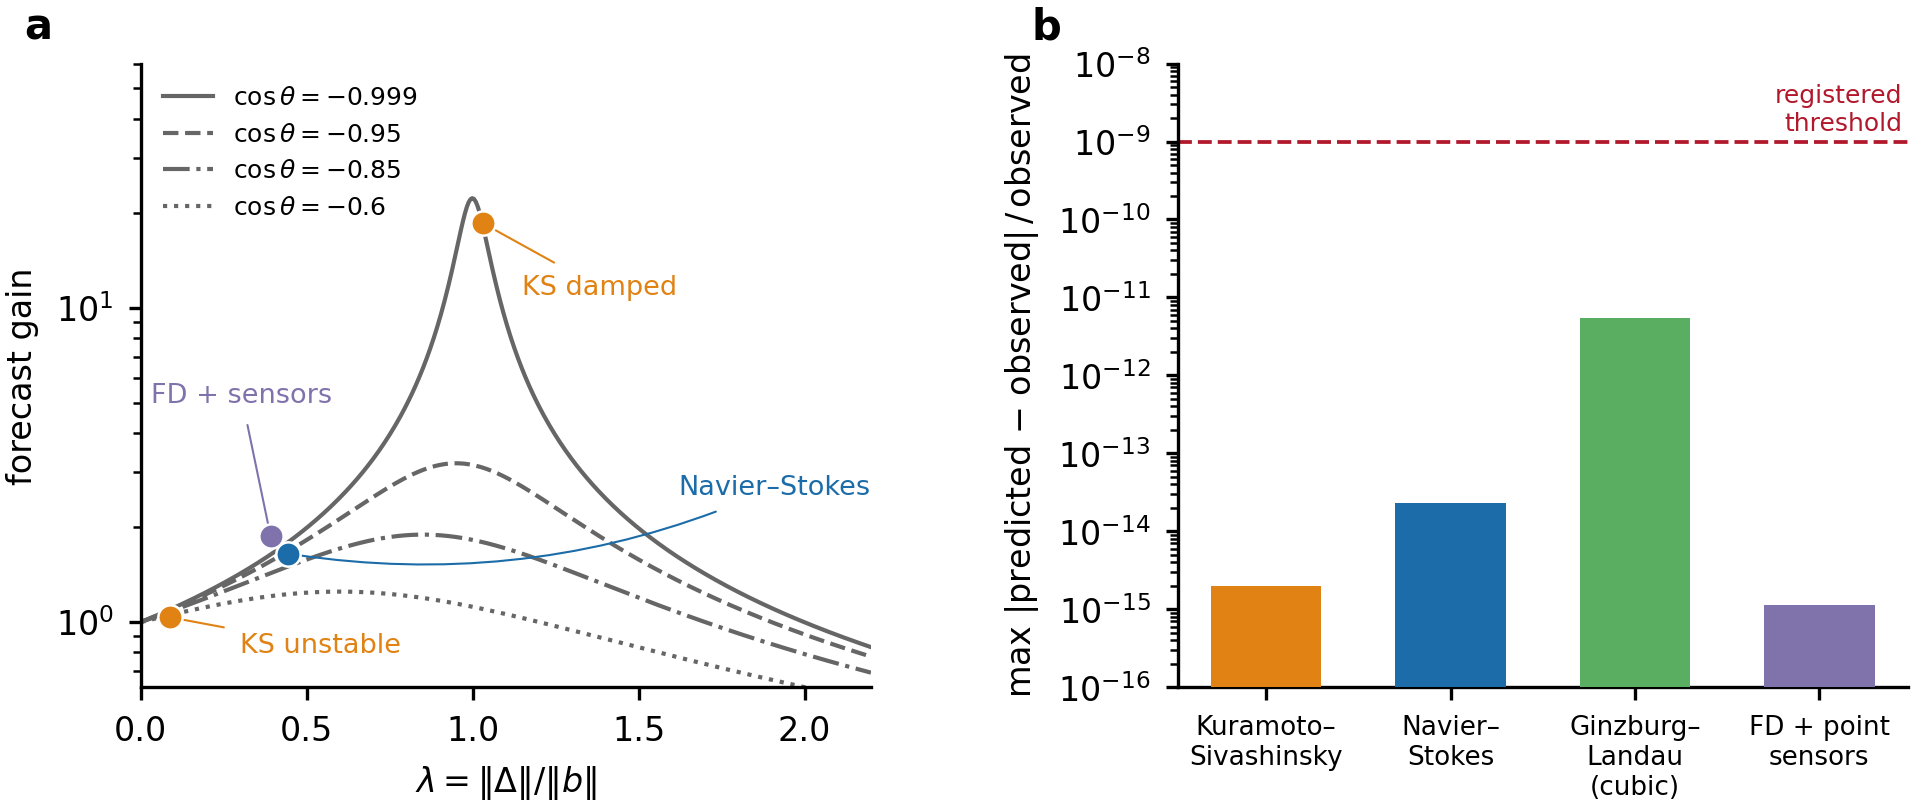 a
cos θ = −0.999
cos θ = −0.95
cos θ = −0.85
cos θ = −0.6
KS damped
FD + sensors
Navier–Stokes
KS unstable
forecast gain
10¹
10⁰
0.0 0.5 1.0 1.5 2.0
λ = ‖Δ‖/‖b‖
b
max |predicted − observed| / observed
10⁻⁸
10⁻⁹
10⁻¹⁰
10⁻¹¹
10⁻¹²
10⁻¹³
10⁻¹⁴
10⁻¹⁵
10⁻¹⁶
registered
threshold
Kuramoto–
Sivashinsky
Navier–
Stokes
Ginzburg–
Landau
(cubic)
FD + point
sensors